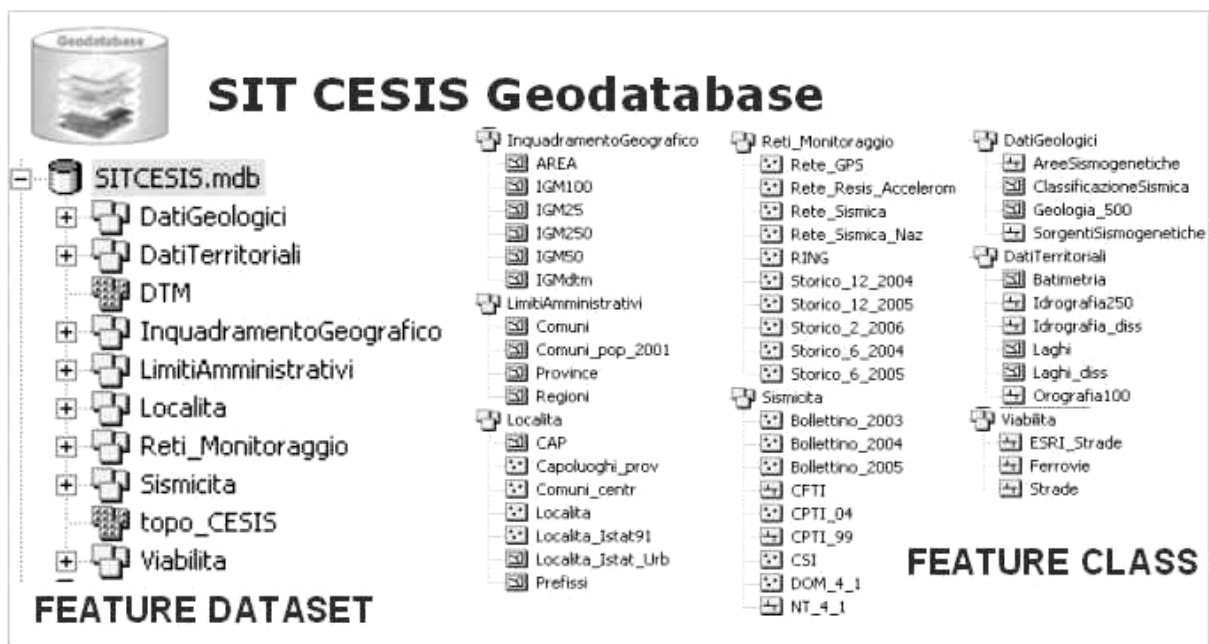 Geodatabase
SIT CESIS Geodatabase
SITCESIS.mdb
DatiGeologici
DatiTerritoriali
DTM
InquadramentoGeografico
LimitiAmministrativi
Localita
Reti_Monitoraggio
Sismicita
topo_CESIS
Viabilita
FEATURE DATASET
InquadramentoGeografico
AREA
IGM100
IGM25
IGM250
IGM50
IGMdtm
LimitiAmministrativi
Comuni
Comuni_pop_2001
Province
Regioni
Localita
CAP
Capoluoghi_prov
Comuni_centr
Localita
Localita_Istat91
Localita_Istat_Urb
Prefissi
Reti_Monitoraggio
Rete_GPS
Rete_Resis_Accelerom
Rete_Sismica
Rete_Sismica_Naz
RING
Storico_12_2004
Storico_12_2005
Storico_2_2006
Storico_6_2004
Storico_6_2005
Sismicita
Bollettino_2003
Bollettino_2004
Bollettino_2005
CFTI
CPTI_04
CPTI_99
CSI
DOM_4_1
NT_4_1
DatiGeologici
AreeSismogenetiche
ClassificazioneSismica
Geologia_500
SorgentiSismogenetiche
DatiTerritoriali
Batimetria
Idrografia250
Idrografia_diss
Laghi
Laghi_diss
Orografia100
Viabilita
ESRI_Strade
Ferrovie
Strade
FEATURE CLASS